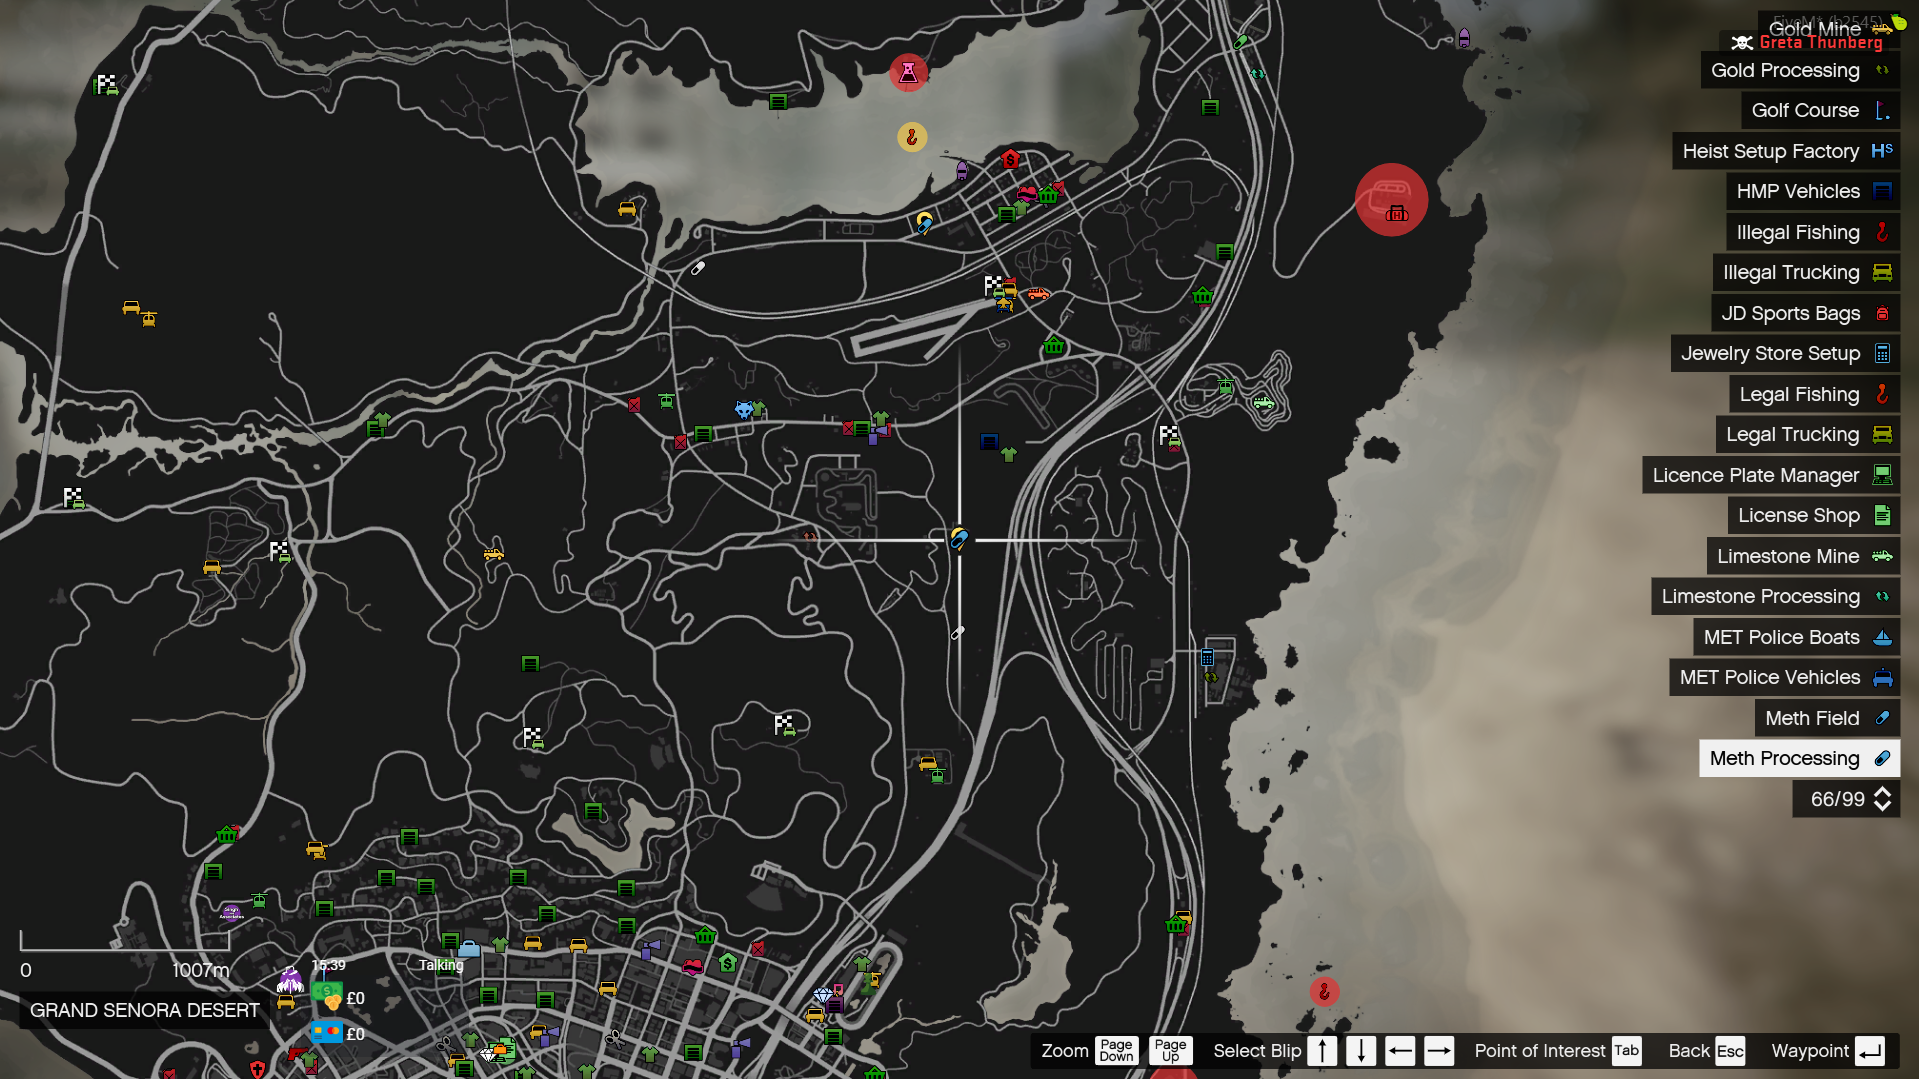 FiveM* (b2545)
Gold Mine
Greta Thunberg
Gold Processing
Golf Course
Heist Setup Factory
HS
HMP Vehicles
Illegal Fishing
Illegal Trucking
JD Sports Bags
Jewelry Store Setup
Legal Fishing
Legal Trucking
Licence Plate Manager
License Shop
Limestone Mine
Limestone Processing
MET Police Boats
MET Police Vehicles
Meth Field
Meth Processing
66/99
0 1007m
15:39
Talking
£0
GRAND SENORA DESERT
£0
Zoom Page Down Page Up Select Blip ↑ ↓ ← → Point of Interest Tab Back Esc Waypoint